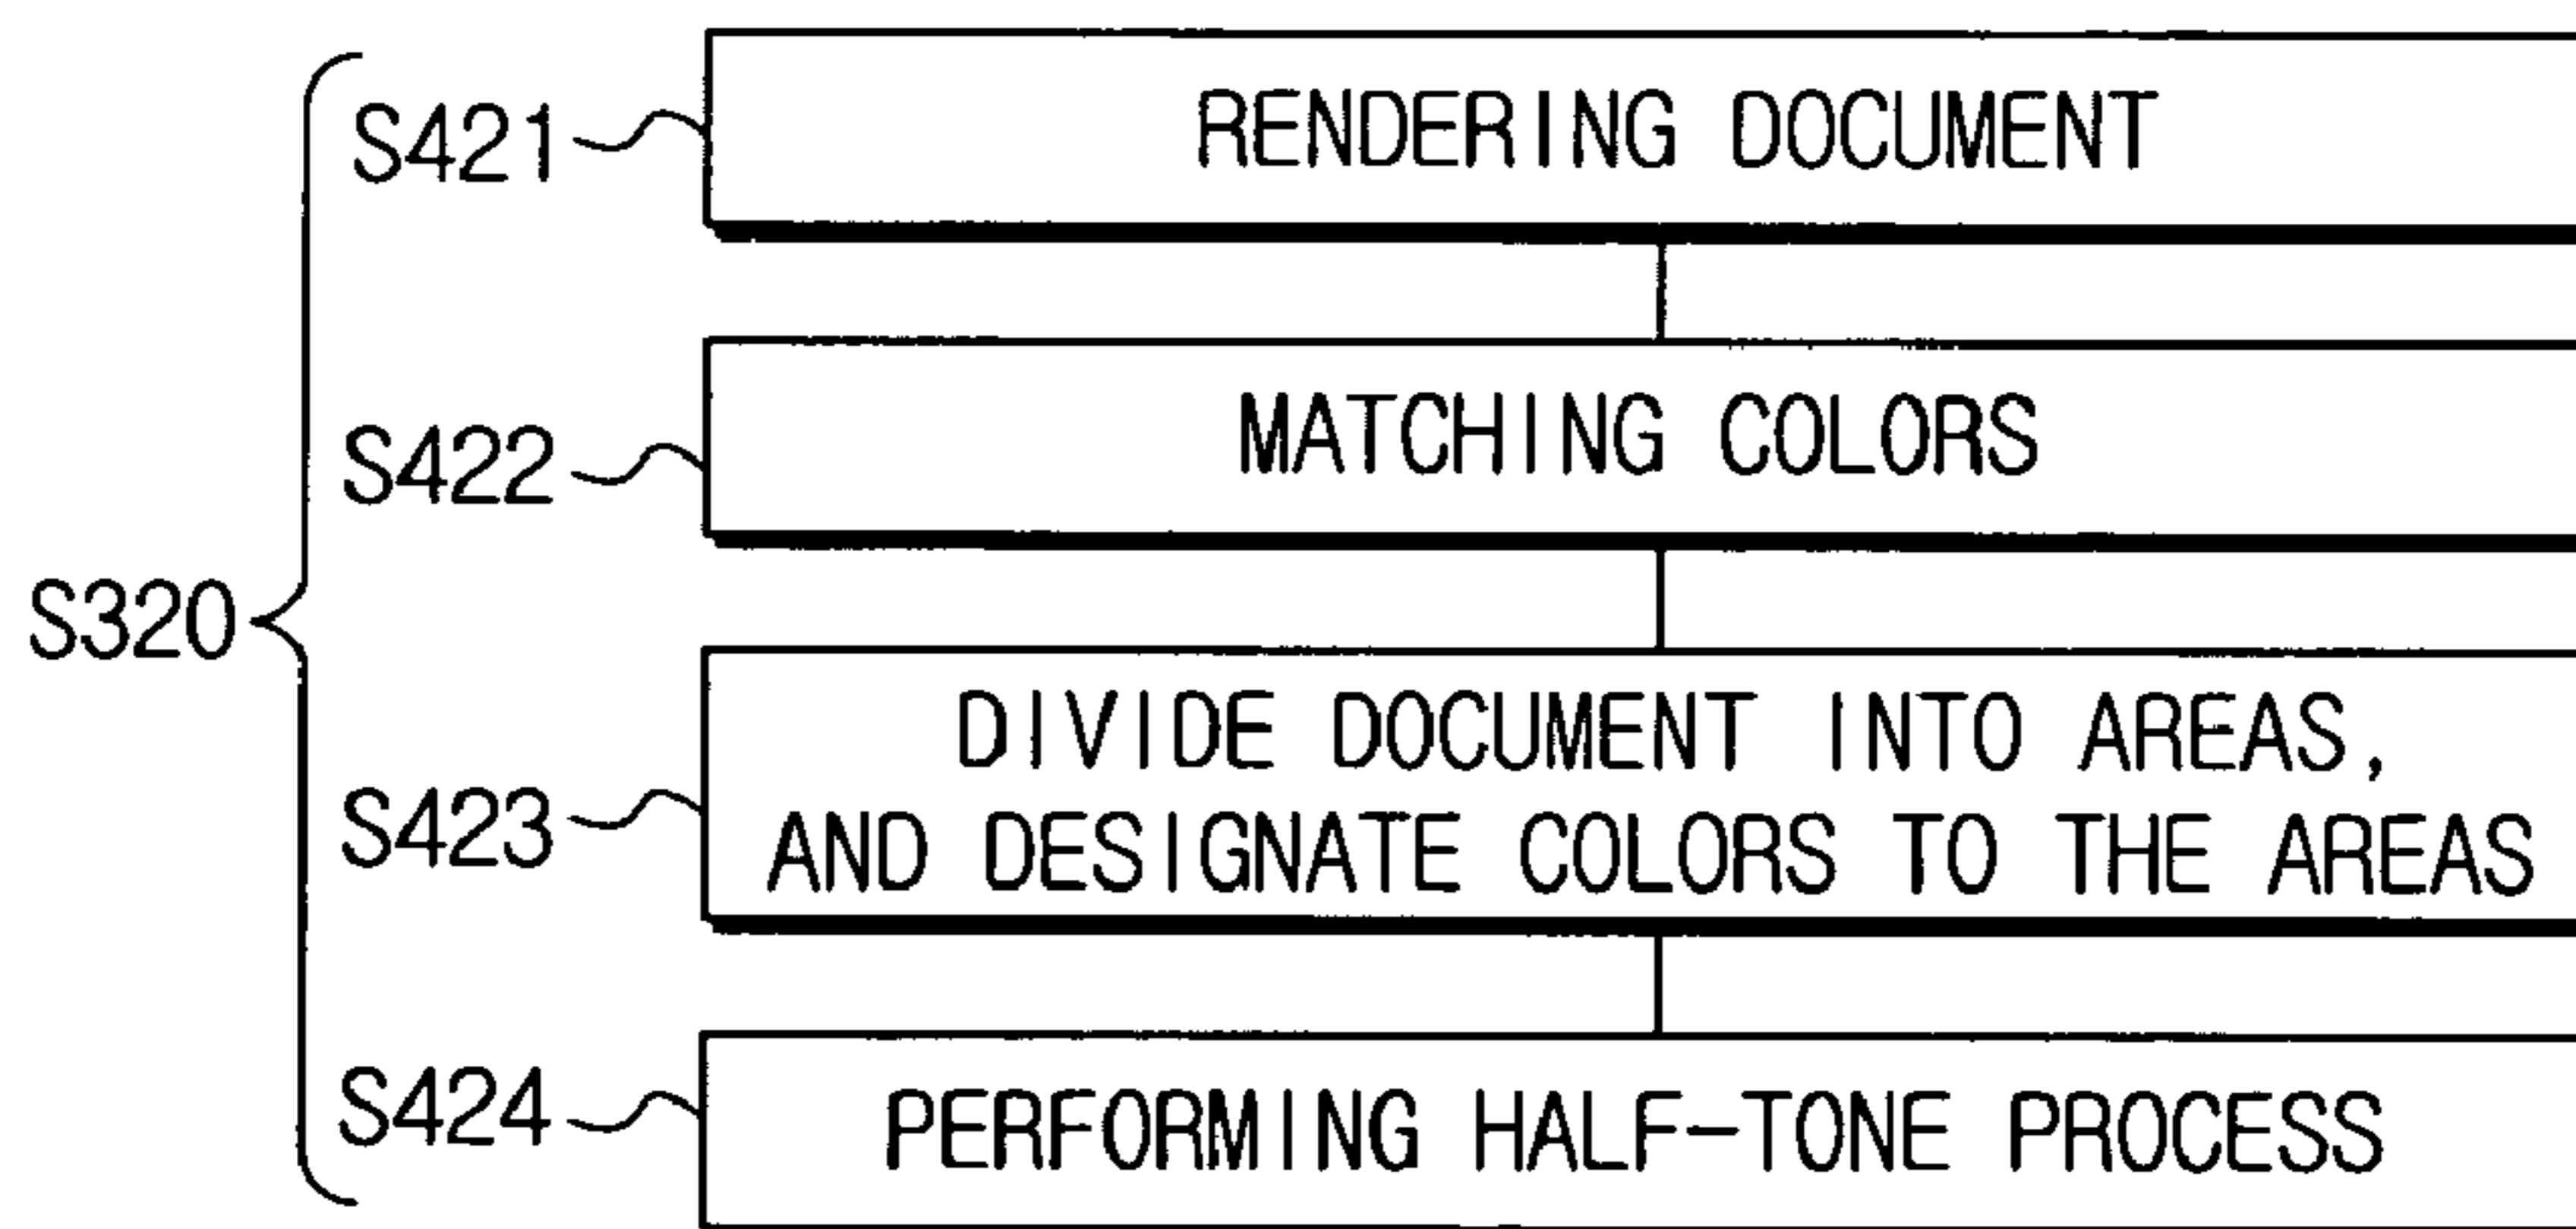 S421
RENDERING DOCUMENT
S422
MATCHING COLORS
S320
S423
DIVIDE DOCUMENT INTO AREAS,
AND DESIGNATE COLORS TO THE AREAS
S424
PERFORMING HALF-TONE PROCESS